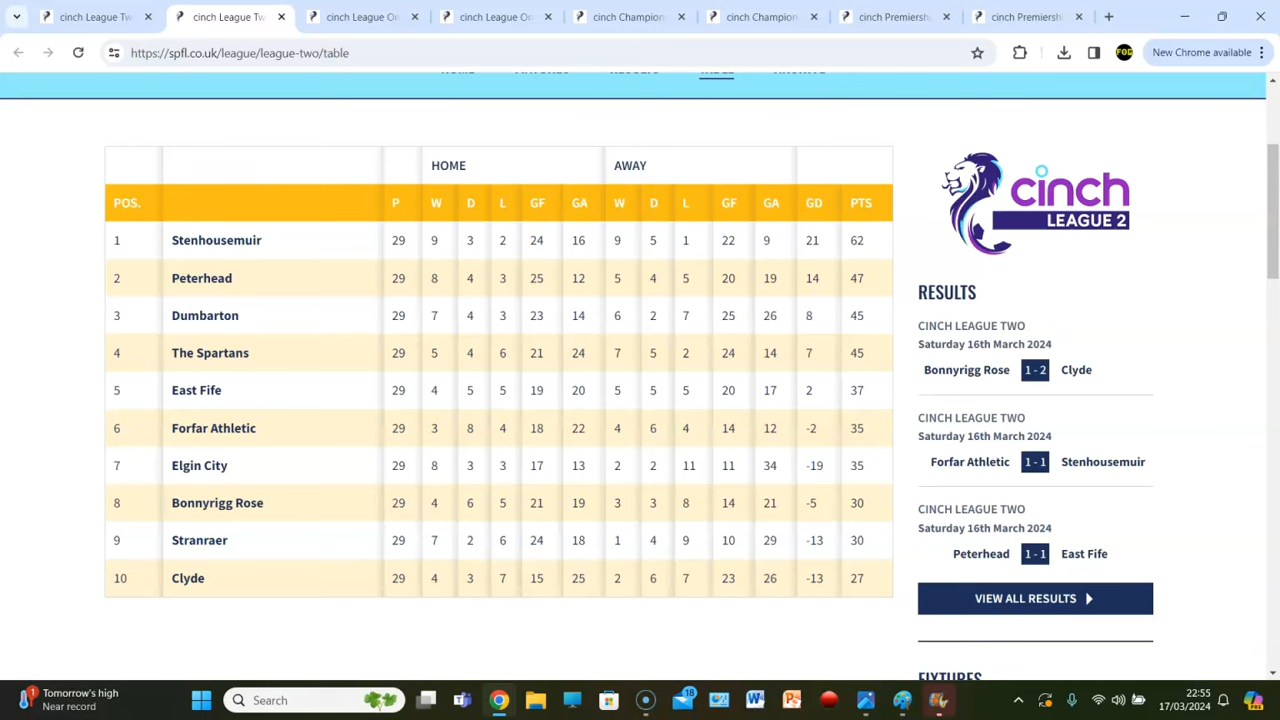 cinch League Tw
cinch League Tw
cinch League On
cinch League On
cinch Champion
cinch Champion
cinch Premiersh
cinch Premiersh
https://spfl.co.uk/league/league-two/table
New Chrome available
HOME AWAY
POS. P W D L GF GA W D L GF GA GD PTS
1 Stenhousemuir 29 9 3 2 24 16 9 5 1 22 9 21 62
2 Peterhead 29 8 4 3 25 12 5 4 5 20 19 14 47
3 Dumbarton 29 7 4 3 23 14 6 2 7 25 26 8 45
4 The Spartans 29 5 4 6 21 24 7 5 2 24 14 7 45
5 East Fife 29 4 5 5 19 20 5 5 5 20 17 2 37
6 Forfar Athletic 29 3 8 4 18 22 4 6 4 14 12 -2 35
7 Elgin City 29 8 3 3 17 13 2 2 11 11 34 -19 35
8 Bonnyrigg Rose 29 4 6 5 21 19 3 3 8 14 21 -5 30
9 Stranraer 29 7 2 6 24 18 1 4 9 10 29 -13 30
10 Clyde 29 4 3 7 15 25 2 6 7 23 26 -13 27
cinch
LEAGUE 2
RESULTS
CINCH LEAGUE TWO
Saturday 16th March 2024
Bonnyrigg Rose 1 - 2 Clyde
CINCH LEAGUE TWO
Saturday 16th March 2024
Forfar Athletic 1 - 1 Stenhousemuir
CINCH LEAGUE TWO
Saturday 16th March 2024
Peterhead 1 - 1 East Fife
VIEW ALL RESULTS
FIXTURES
1
Tomorrow's high
Near record
Search
18
22:55
17/03/2024